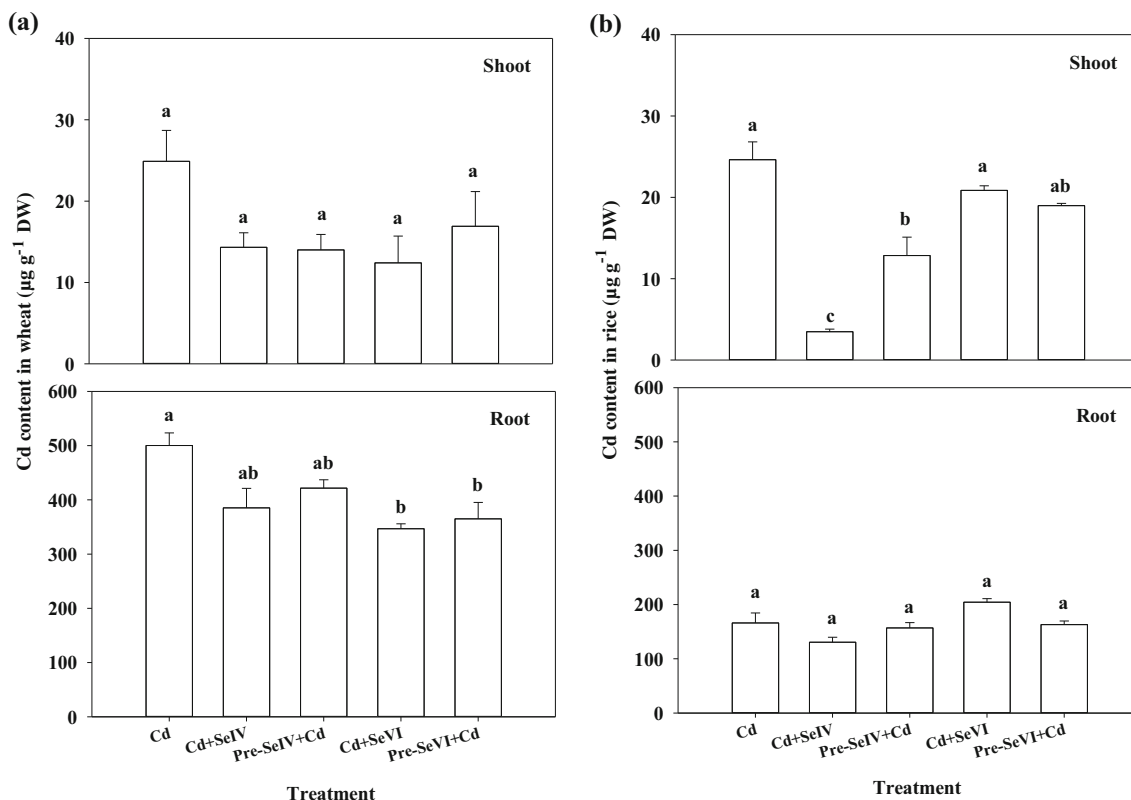 (a)
Cd content in wheat (µg g⁻¹ DW)
40
30
20
10
0
Shoot
a
a
a
a
a
600
500
400
300
200
100
0
Root
a
ab
ab
b
b
Cd
Cd+SeIV
Pre-SeIV+Cd
Cd+SeVI
Pre-SeVI+Cd
Treatment
(b)
Cd content in rice (µg g⁻¹ DW)
40
30
20
10
0
Shoot
a
c
b
a
ab
600
500
400
300
200
100
0
Root
a
a
a
a
a
Cd
Cd+SeIV
Pre-SeIV+Cd
Cd+SeVI
Pre-SeVI+Cd
Treatment